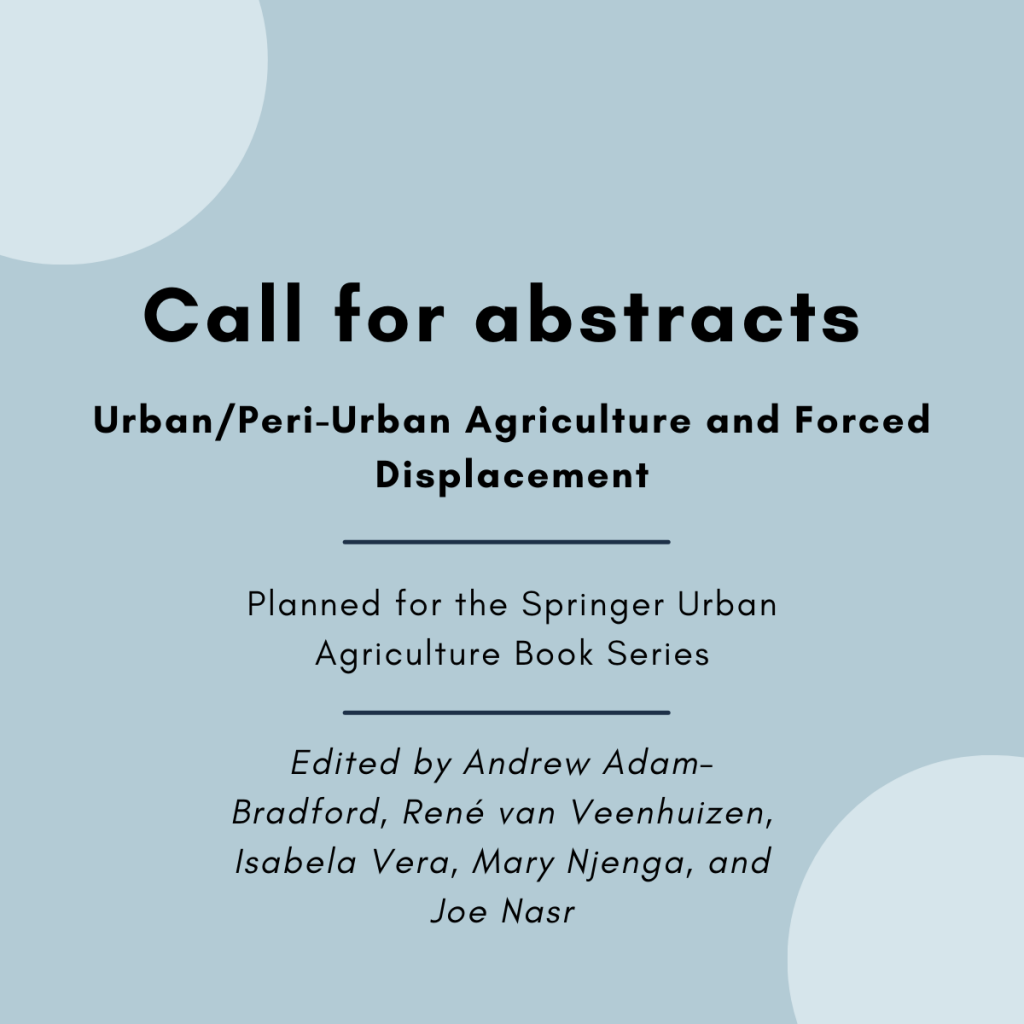 Call for abstracts
Urban/Peri-Urban Agriculture and Forced
Displacement
Planned for the Springer Urban
Agriculture Book Series
Edited by Andrew Adam-
Bradford, René van Veenhuizen,
Isabela Vera, Mary Njenga, and
Joe Nasr